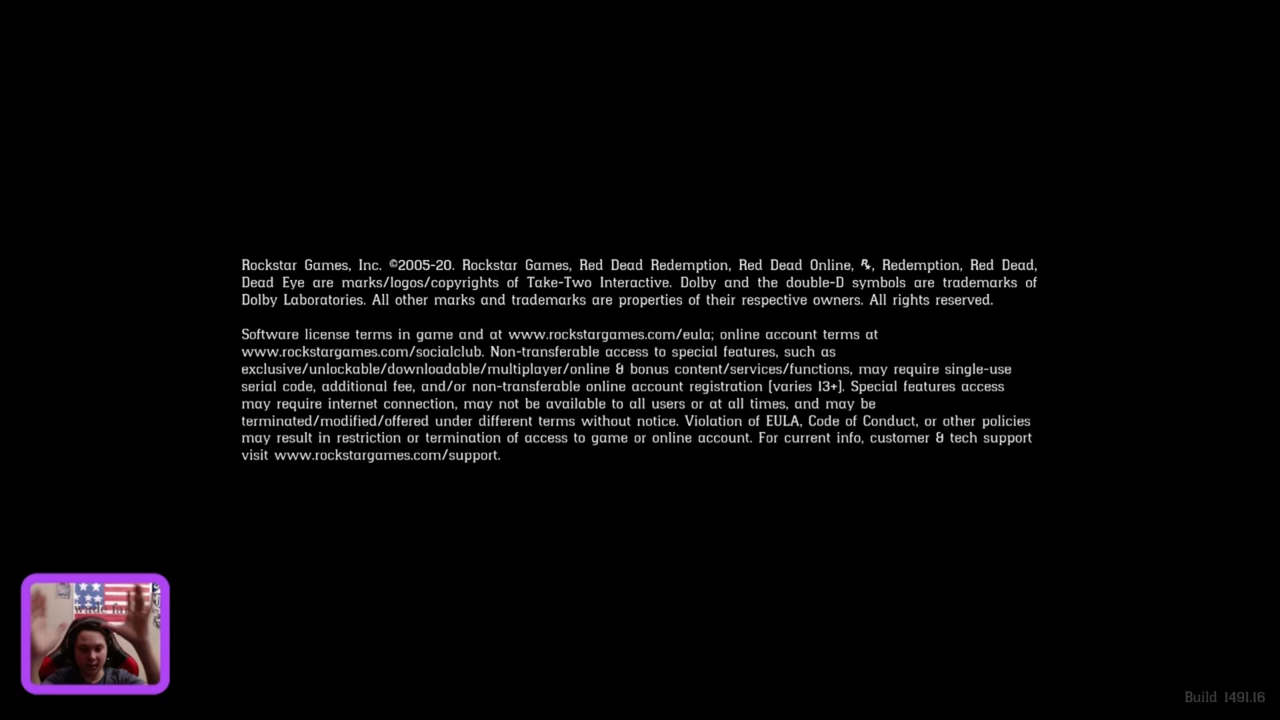 Rockstar Games, Inc. ©2005-20. Rockstar Games, Red Dead Redemption, Red Dead Online, , Redemption, Red Dead,
Dead Eye are marks/logos/copyrights of Take-Two Interactive. Dolby and the double-D symbols are trademarks of
Dolby Laboratories. All other marks and trademarks are properties of their respective owners. All rights reserved.
Software license terms in game and at www.rockstargames.com/eula; online account terms at
www.rockstargames.com/socialclub. Non-transferable access to special features, such as
exclusive/unlockable/downloadable/multiplayer/online & bonus content/services/functions, may require single-use
serial code, additional fee, and/or non-transferable online account registration (varies 13+). Special features access
may require internet connection, may not be available to all users or at all times, and may be
terminated/modified/offered under different terms without notice. Violation of EULA, Code of Conduct, or other policies
may result in restriction or termination of access to game or online account. For current info, customer & tech support
visit www.rockstargames.com/support.
Build 1491.16